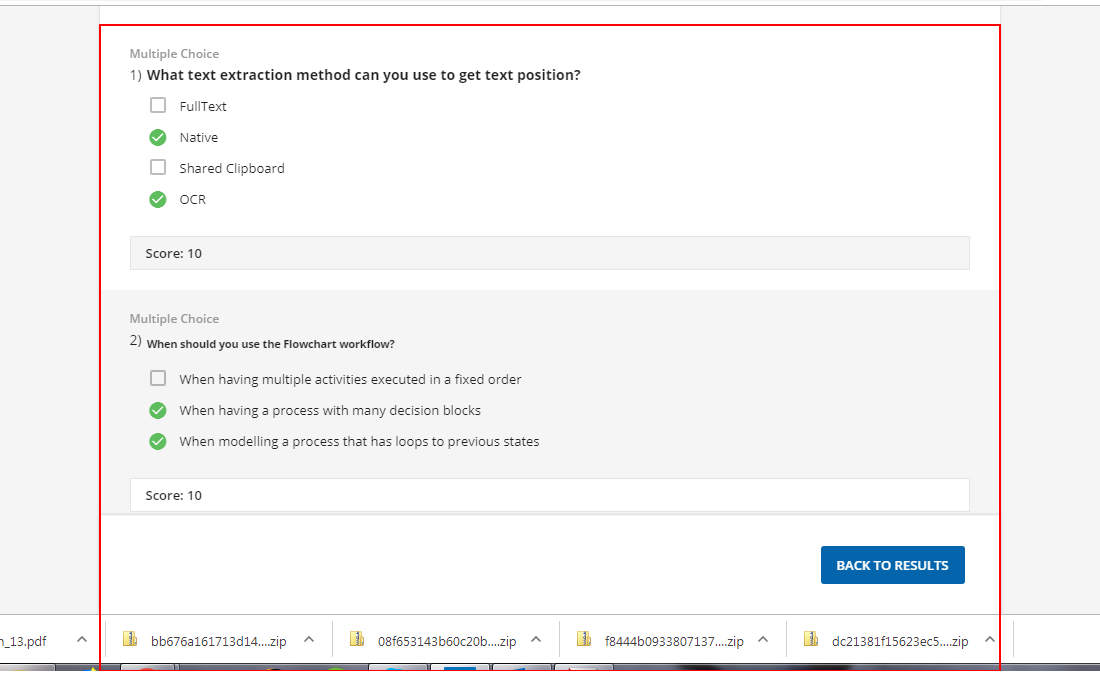 Multiple Choice
1) What text extraction method can you use to get text position?
FullText
Native
Shared Clipboard
OCR
Score: 10
Multiple Choice
2) When should you use the Flowchart workflow?
When having multiple activities executed in a fixed order
When having a process with many decision blocks
When modelling a process that has loops to previous states
Score: 10
BACK TO RESULTS
n_13.pdf
bb676a161713d14....zip
08f653143b60c20b....zip
f8444b0933807137....zip
dc21381f15623ec5....zip